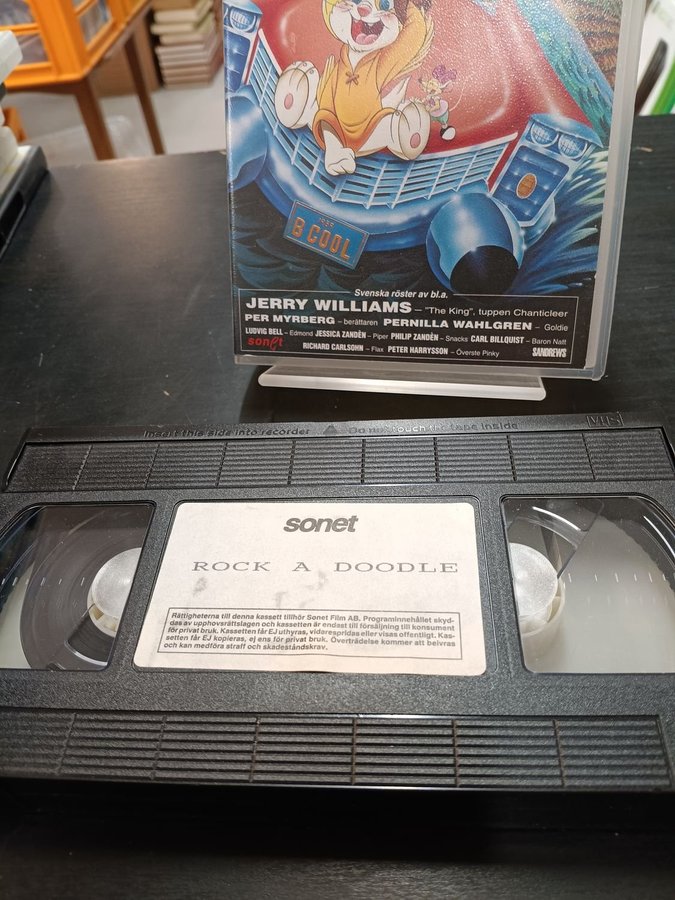 1959
B COOL
Svenska röster av bl.a.
JERRY WILLIAMS — "The King", tuppen Chanticleer
PER MYRBERG – berättaren PERNILLA WAHLGREN – Goldie
LUDVIG BELL – Edmond JESSICA ZANDÉN – Piper PHILIP ZANDÉN – Snacks CARL BILLQUIST – Baron Natt
sonet RICHARD CARLSOHN – Flax PETER HARRYSSON – Överste Pinky SANDREWS
Insert this side into recorder Do not touch the tape inside VHS
sonet
ROCK A DOODLE
Rättigheterna till denna kassett tillhör Sonet Film AB. Programinnehållet skyd-
das av upphovsrättslagen och kassetten är endast till försäljning till konsument
för privat bruk. Kassetten får EJ uthyras, vidarespridas eller visas offentligt. Kas-
setten får EJ kopieras, ej ens för privat bruk. Överträdelse kommer att beivras
och kan medföra straff och skadeståndskrav.